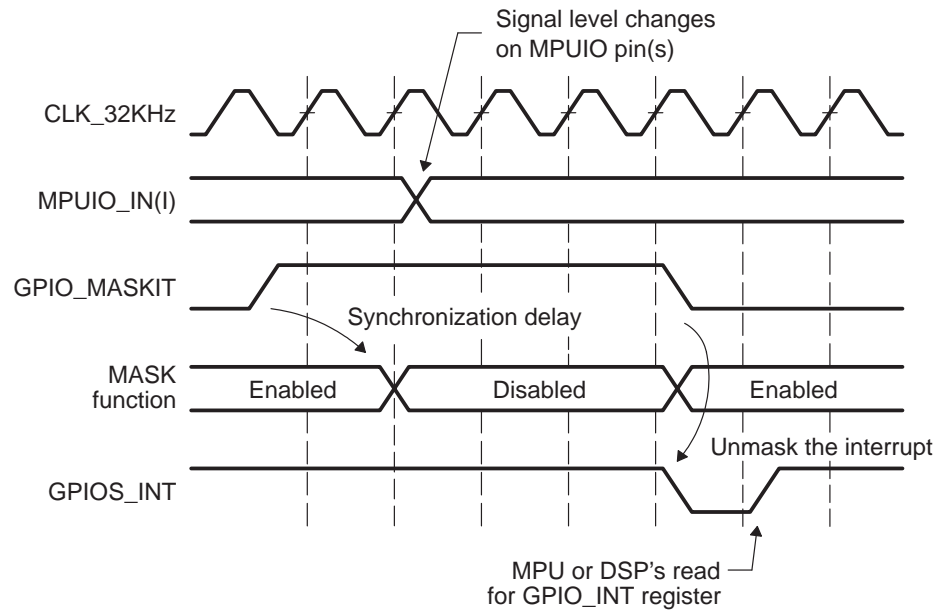 Signal level changes
on MPUIO pin(s)
CLK_32KHz
MPUIO_IN(I)
GPIO_MASKIT
Synchronization delay
MASK
function
Enabled
Disabled
Enabled
Unmask the interrupt
GPIOS_INT
MPU or DSP's read
for GPIO_INT register